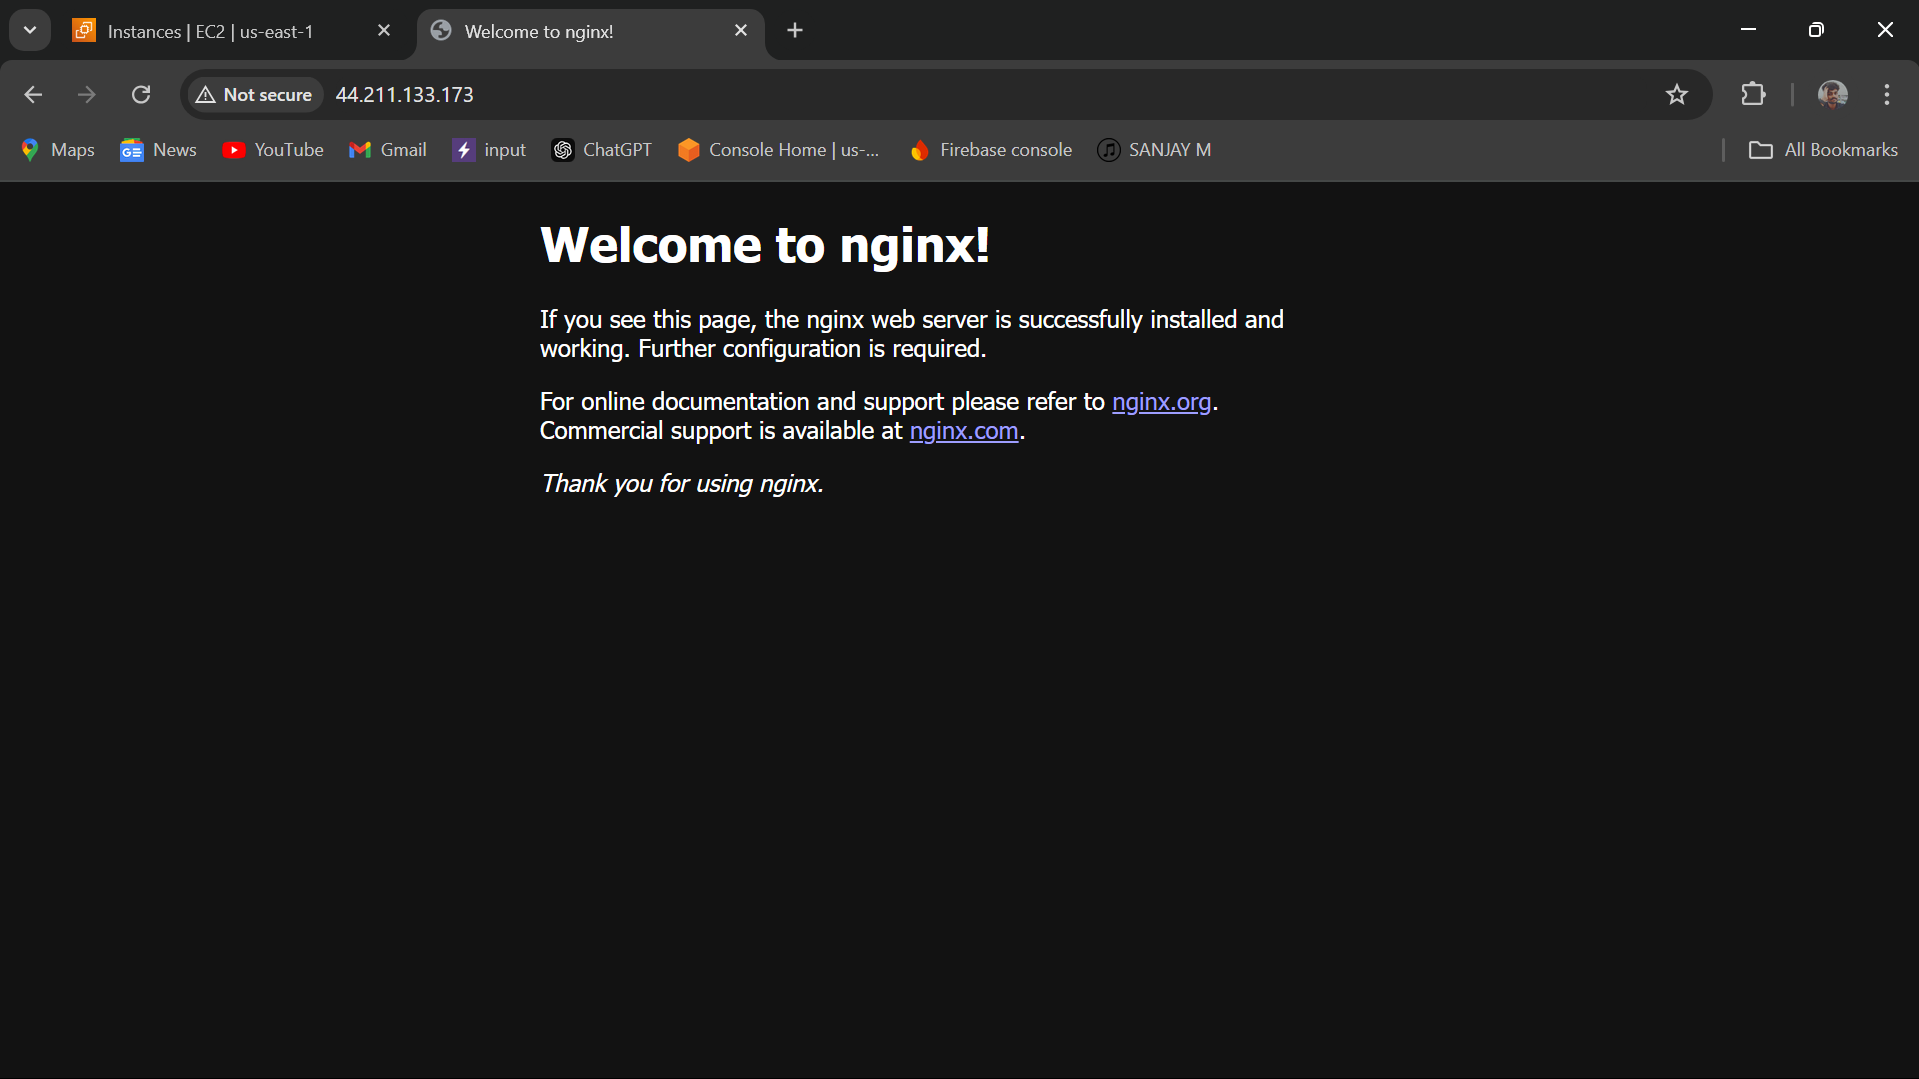 Instances | EC2 | us-east-1
Welcome to nginx!
Not secure
44.211.133.173
Maps
News
YouTube
Gmail
input
ChatGPT
Console Home | us-...
Firebase console
SANJAY M
All Bookmarks
Welcome to nginx!
If you see this page, the nginx web server is successfully installed and
working. Further configuration is required.
For online documentation and support please refer to nginx.org.
Commercial support is available at nginx.com.
Thank you for using nginx.